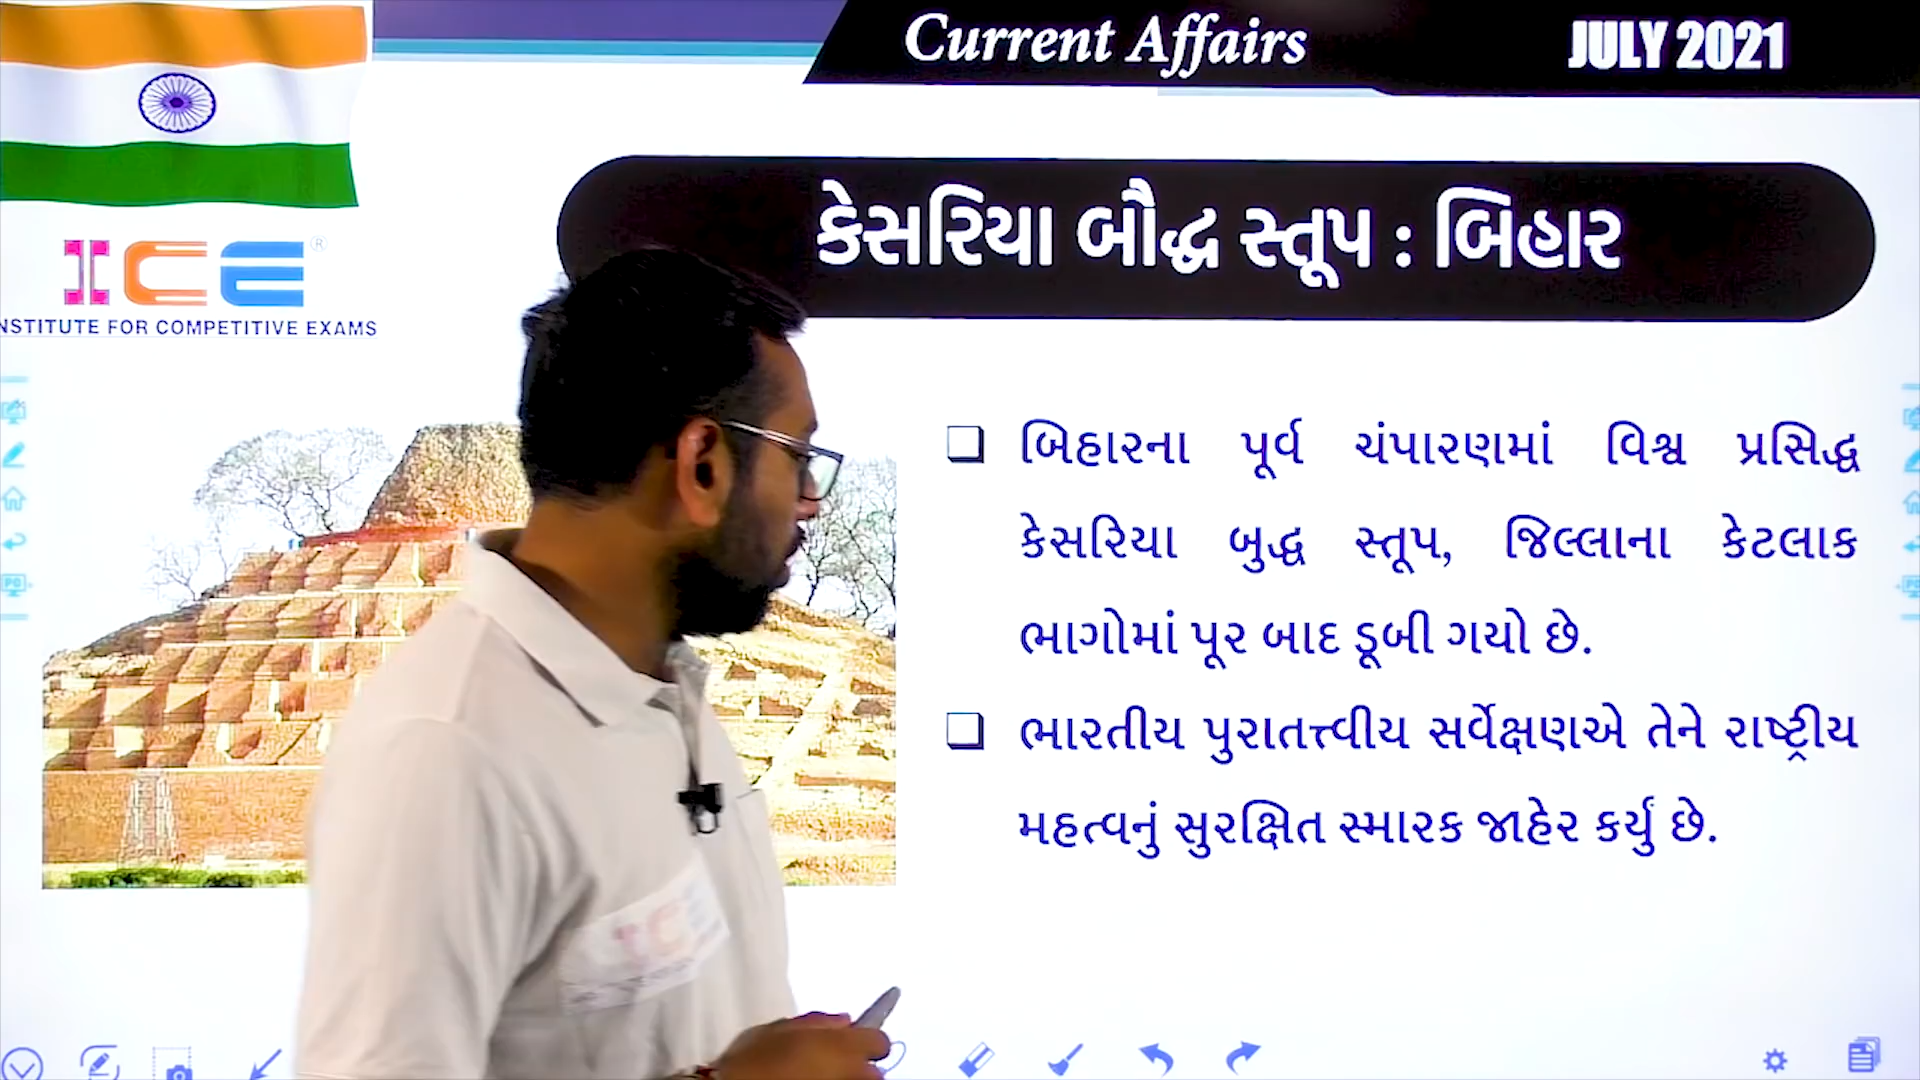 Current Affairs
JULY 2021
કેસરિયા બૌદ્ધ સ્તૂપ : બિહાર
ICE®
NSTITUTE FOR COMPETITIVE EXAMS
❑ બિહારના પૂર્વ ચંપારણમાં વિશ્વ પ્રસિદ્ધ
કેસરિયા બુદ્ધ સ્તૂપ, જિલ્લાના કેટલાક
ભાગોમાં પૂર બાદ ડૂબી ગયો છે.
❑ ભારતીય પુરાતત્ત્વીય સર્વેક્ષણએ તેને રાષ્ટ્રીય
મહત્વનું સુરક્ષિત સ્મારક જાહેર કર્યું છે.